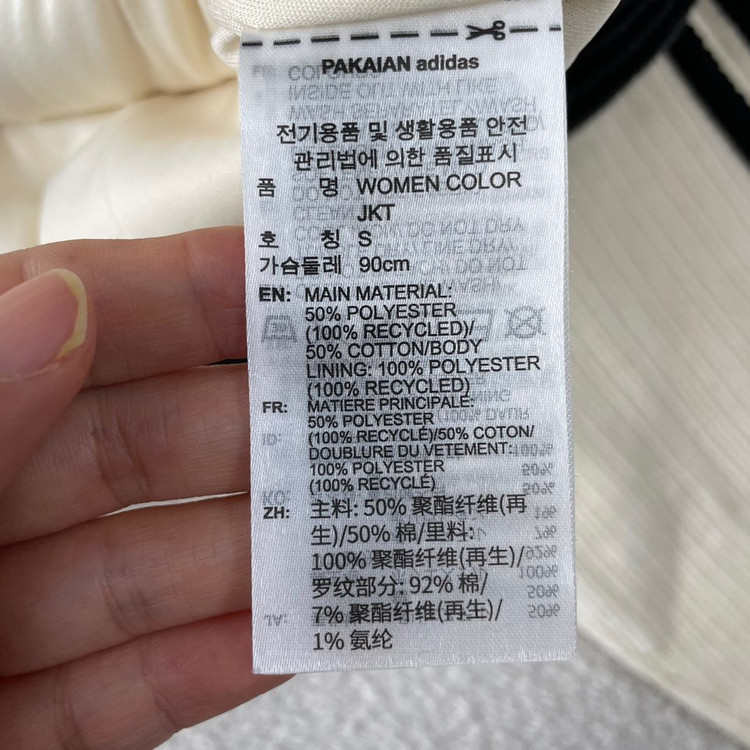 PAKAIAN adidas
전기용품 및 생활용품 안전
관리법에 의한 품질표시
품 명 WOMEN COLOR
JKT
호 칭 S
가슴둘레 90cm
EN: MAIN MATERIAL:
50% POLYESTER
(100% RECYCLED)/
50% COTTON/BODY
LINING: 100% POLYESTER
(100% RECYCLED)
FR: MATIERE PRINCIPALE:
50% POLYESTER
(100% RECYCLÉ)/50% COTON/
DOUBLURE DU VETEMENT:
100% POLYESTER
(100% RECYCLÉ)
ZH: 主料: 50% 聚酯纤维(再
生)/50% 棉/里料:
100% 聚酯纤维(再生)/
罗纹部分: 92% 棉/
7% 聚酯纤维(再生)/
1% 氨纶